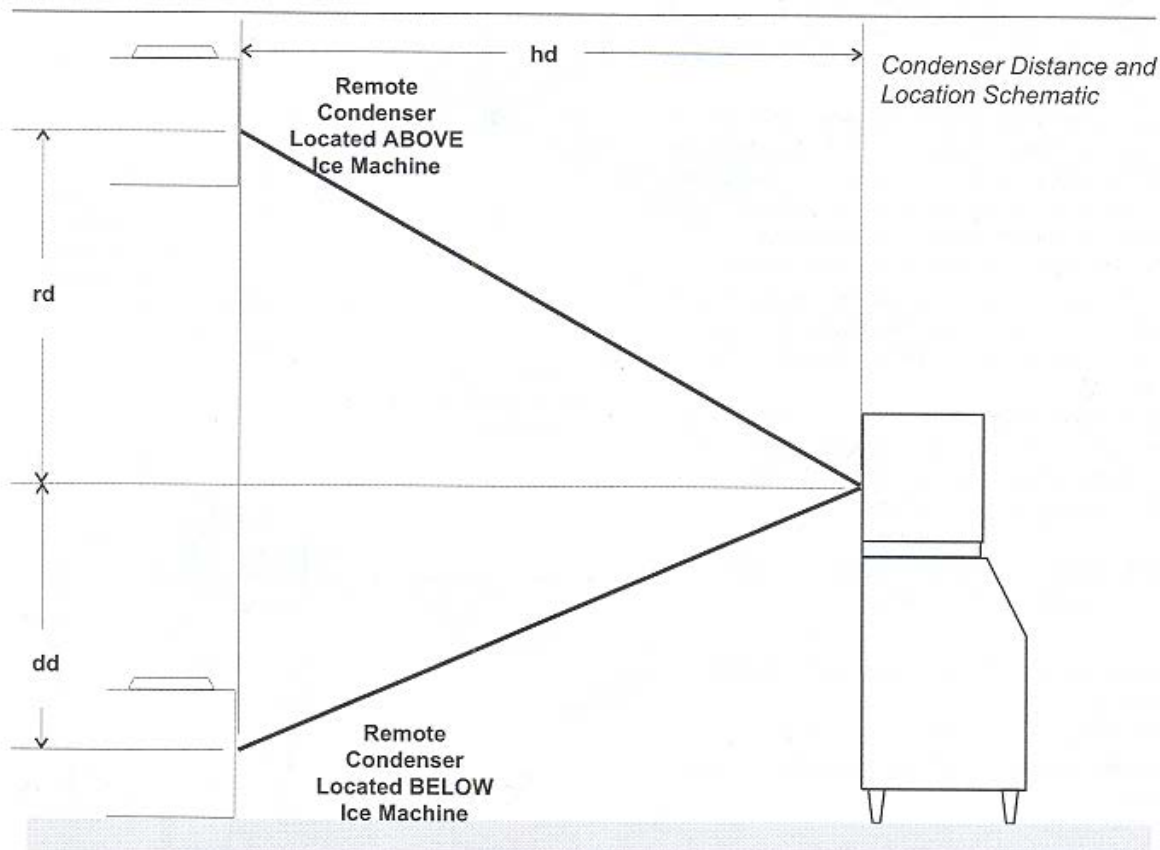 hd
Condenser Distance and
Location Schematic
Remote
Condenser
Located ABOVE
Ice Machine
rd
dd
Remote
Condenser
Located BELOW
Ice Machine